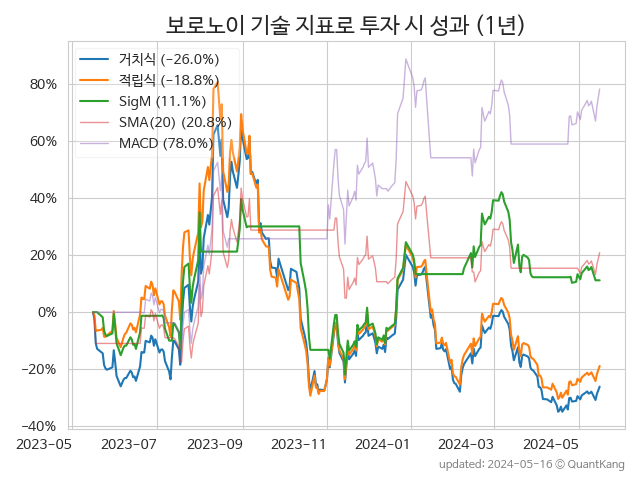 보로노이 기술 지표로 투자 시 성과 (1년)
거치식 (−26.0%)
적립식 (−18.8%)
SigM (11.1%)
SMA(20) (20.8%)
MACD (78.0%)
80%
60%
40%
20%
0%
−20%
−40%
2023-05 2023-07 2023-09 2023-11 2024-01 2024-03 2024-05
updated: 2024-05-16 © QuantKang